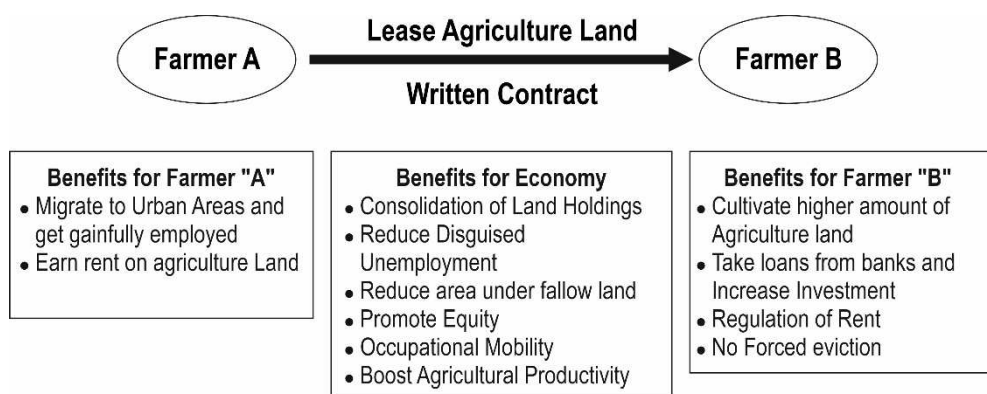 Farmer A
Lease Agriculture Land
Written Contract
Farmer B
Benefits for Farmer "A"
• Migrate to Urban Areas and
get gainfully employed
• Earn rent on agriculture Land
Benefits for Economy
• Consolidation of Land Holdings
• Reduce Disguised
Unemployment
• Reduce area under fallow land
• Promote Equity
• Occupational Mobility
• Boost Agricultural Productivity
Benefits for Farmer "B"
• Cultivate higher amount of
Agriculture land
• Take loans from banks and
Increase Investment
• Regulation of Rent
• No Forced eviction